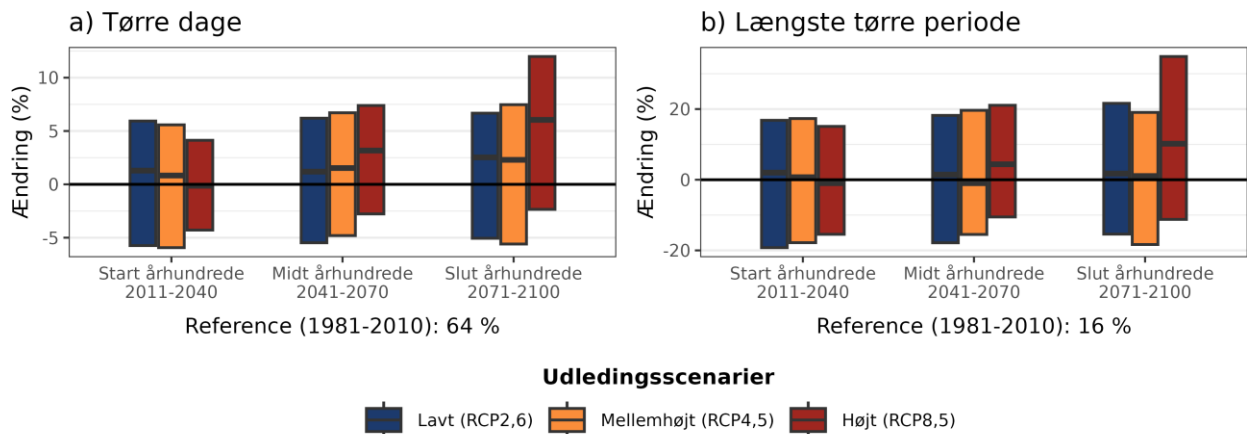 a) Tørre dage
Ændring (%)
10
5
0
-5
Start århundrede
2011-2040
Midt århundrede
2041-2070
Slut århundrede
2071-2100
Reference (1981-2010): 64 %
b) Længste tørre periode
Ændring (%)
20
0
-20
Start århundrede
2011-2040
Midt århundrede
2041-2070
Slut århundrede
2071-2100
Reference (1981-2010): 16 %
Udledingsscenarier
Lavt (RCP2,6)
Mellemhøjt (RCP4,5)
Højt (RCP8,5)